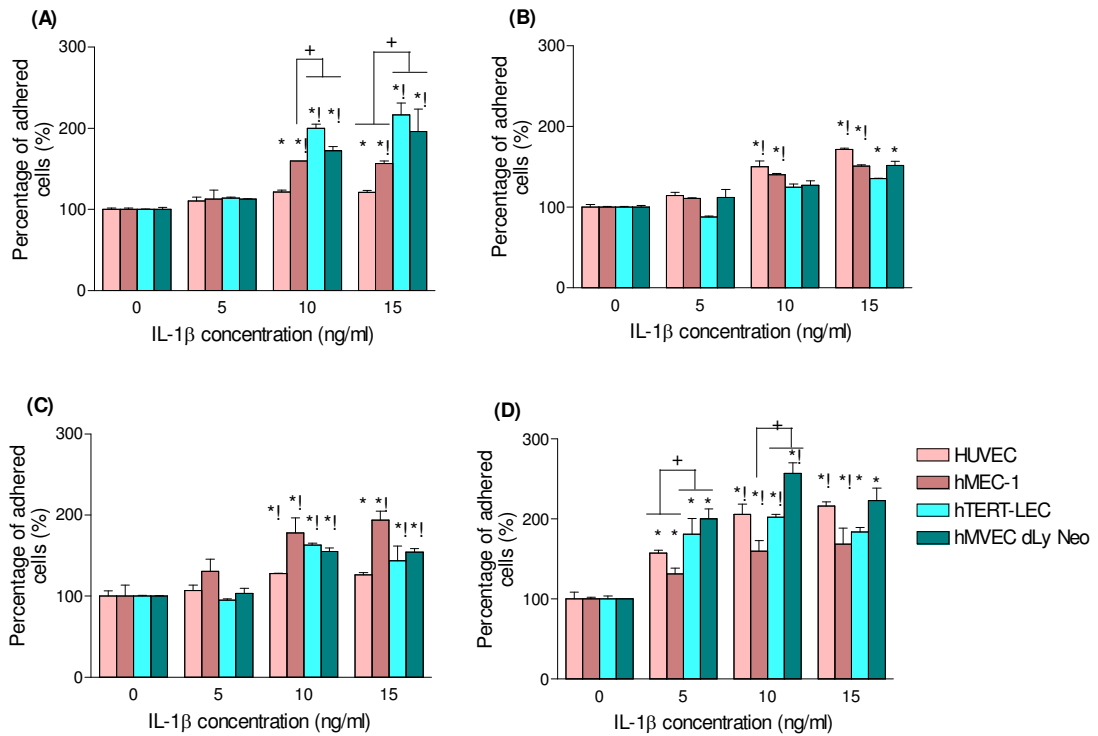 (A)
Percentage of adhered
cells (%)
300
200
100
0
+
+
* *! *! *!
* *! *! *!
0 5 10 15
IL-1β concentration (ng/ml)
(B)
Percentage of adhered
cells (%)
300
200
100
0
*! *!
*! *! * *
0 5 10 15
IL-1β concentration (ng/ml)
(C)
Percentage of adhered
cells (%)
300
200
100
0
*! *! *! *!
* *! *! *!
0 5 10 15
IL-1β concentration (ng/ml)
(D)
Percentage of adhered
cells (%)
300
200
100
0
+
+
* * * *
*! *! *! *!
*! *! * *
0 5 10 15
IL-1β concentration (ng/ml)
HUVEC
hMEC-1
hTERT-LEC
hMVEC dLy Neo